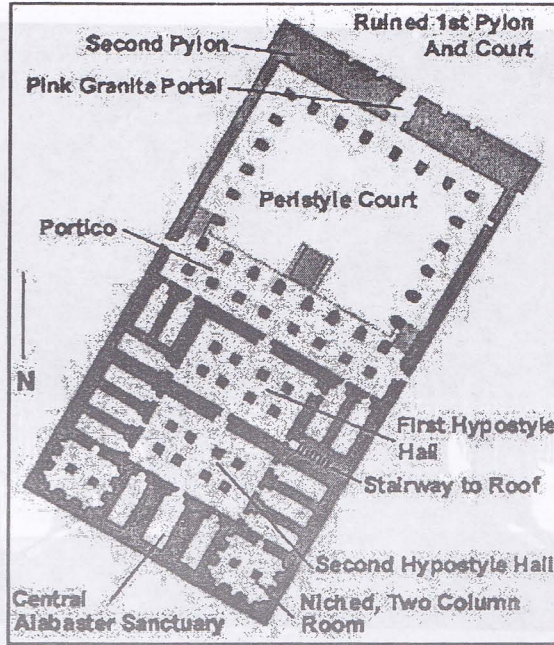 Ruined 1st Pylon
And Court
Second Pylon
Pink Granite Portal
Peristyle Court
Portico
N
First Hypostyle
Hall
Stairway to Roof
Second Hypostyle Hall
Central
Alabaster Sanctuary
Niched, Two Column
Room